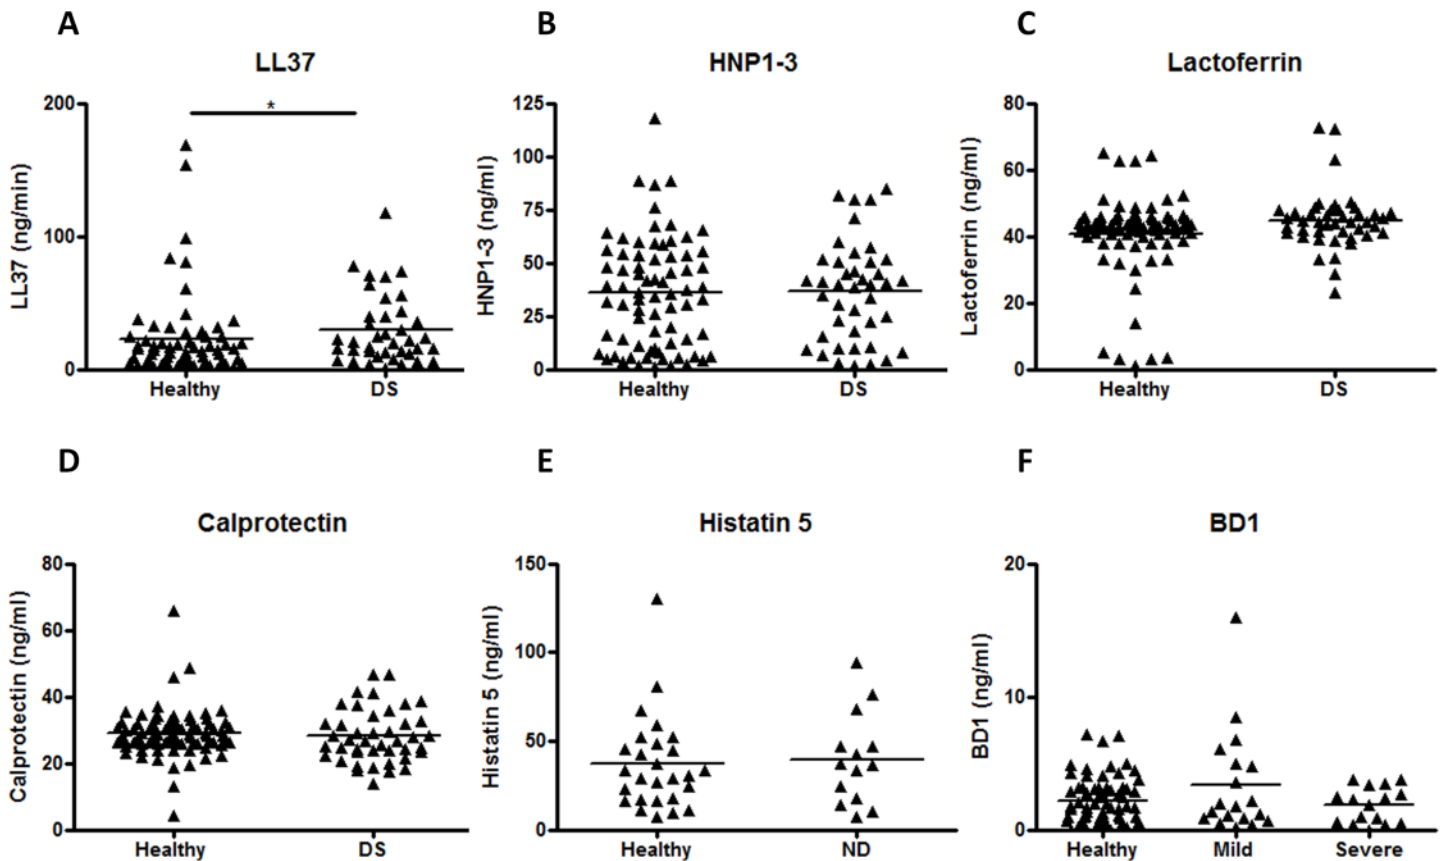 A
LL37
LL37 (ng/min)
200
100
0
*
Healthy
DS
B
HNP1-3
HNP1-3 (ng/ml)
125
100
75
50
25
0
Healthy
DS
C
Lactoferrin
Lactoferrin (ng/ml)
80
60
40
20
0
Healthy
DS
D
Calprotectin
Calprotectin (ng/ml)
80
60
40
20
0
Healthy
DS
E
Histatin 5
Histatin 5 (ng/ml)
150
100
50
0
Healthy
ND
F
BD1
BD1 (ng/ml)
20
10
0
Healthy
Mild
Severe